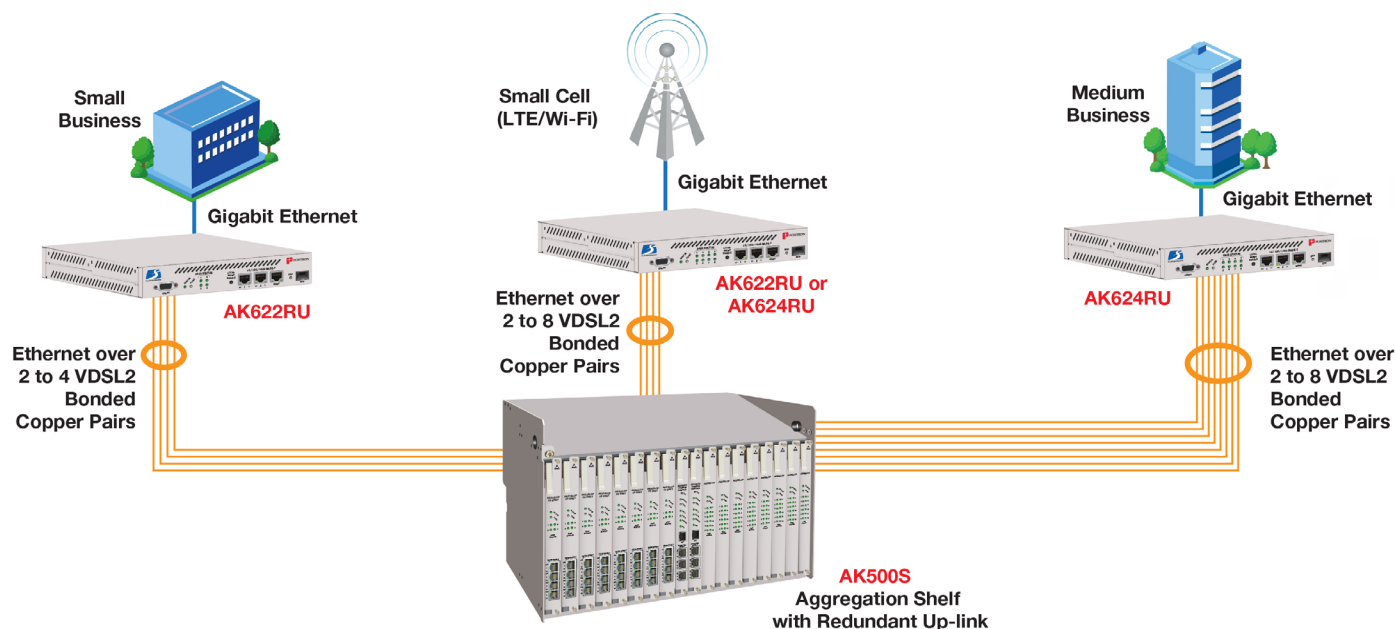 Small
Business
Gigabit Ethernet
AK622RU
Ethernet over
2 to 4 VDSL2
Bonded
Copper Pairs
Small Cell
(LTE/Wi-Fi)
Gigabit Ethernet
AK622RU or
AK624RU
Ethernet over
2 to 8 VDSL2
Bonded
Copper Pairs
Medium
Business
Gigabit Ethernet
AK624RU
Ethernet over
2 to 8 VDSL2
Bonded
Copper Pairs
AK500S
Aggregation Shelf
with Redundant Up-link